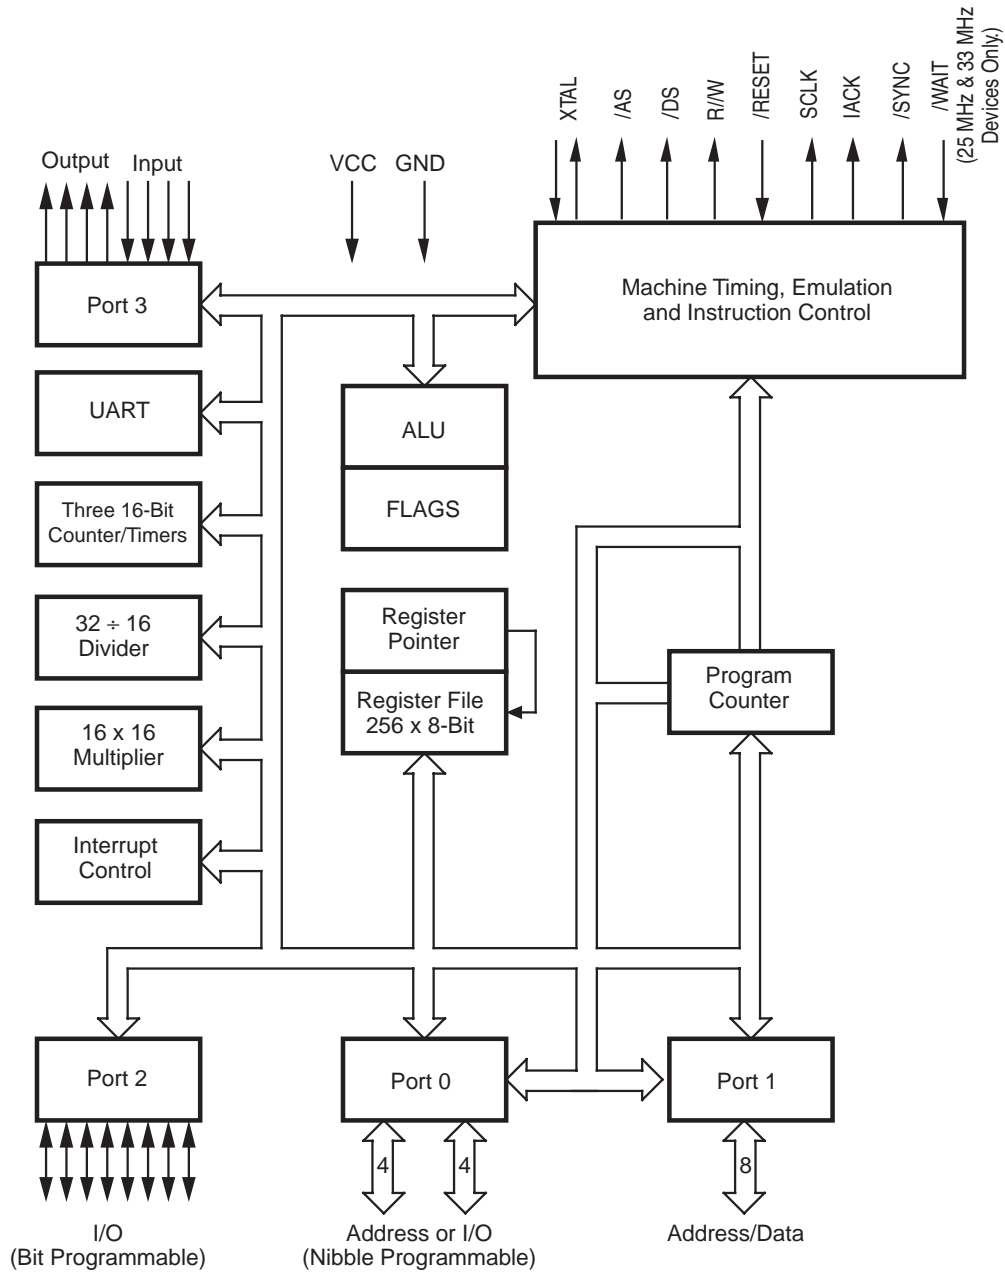 XTAL
/AS
/DS
R//W
/RESET
SCLK
IACK
/SYNC
/WAIT
(25 MHz & 33 MHz
Devices Only.)
Output
Input
VCC
GND
Port 3
Machine Timing, Emulation
and Instruction Control
UART
ALU
FLAGS
Three 16-Bit
Counter/Timers
32 ÷ 16
Divider
Register
Pointer
Register File
256 x 8-Bit
Program
Counter
16 x 16
Multiplier
Interrupt
Control
Port 2
Port 0
Port 1
4
4
8
I/O
(Bit Programmable)
Address or I/O
(Nibble Programmable)
Address/Data